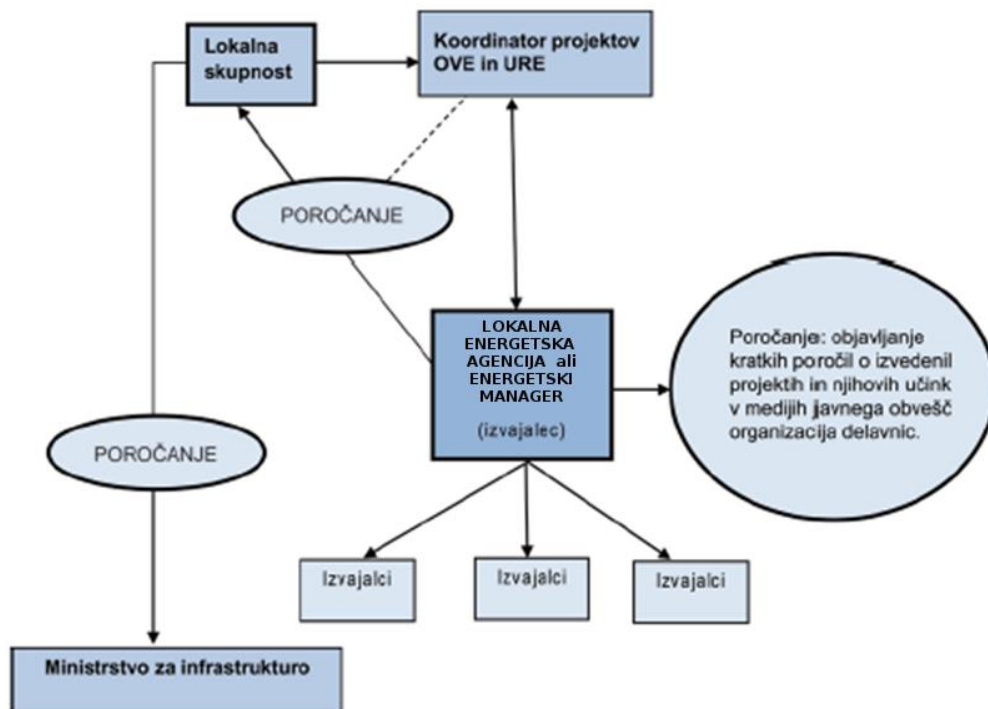 Lokalna
skupnost
Koordinator projektov
OVE in URE
POROČANJE
LOKALNA
ENERGETSKA
AGENCIJA ali
ENERGETSKI
MANAGER
(izvajalec)
Poročanje: objavljanje
kratkih poročil o izvedenil
projektih in njihovih učink
v medijih jjavnega obvešč
organizacija delavnic.
POROČANJE
Izvajalci
Izvajalci
Izvajalci
Ministrstvo za infrastrukturo